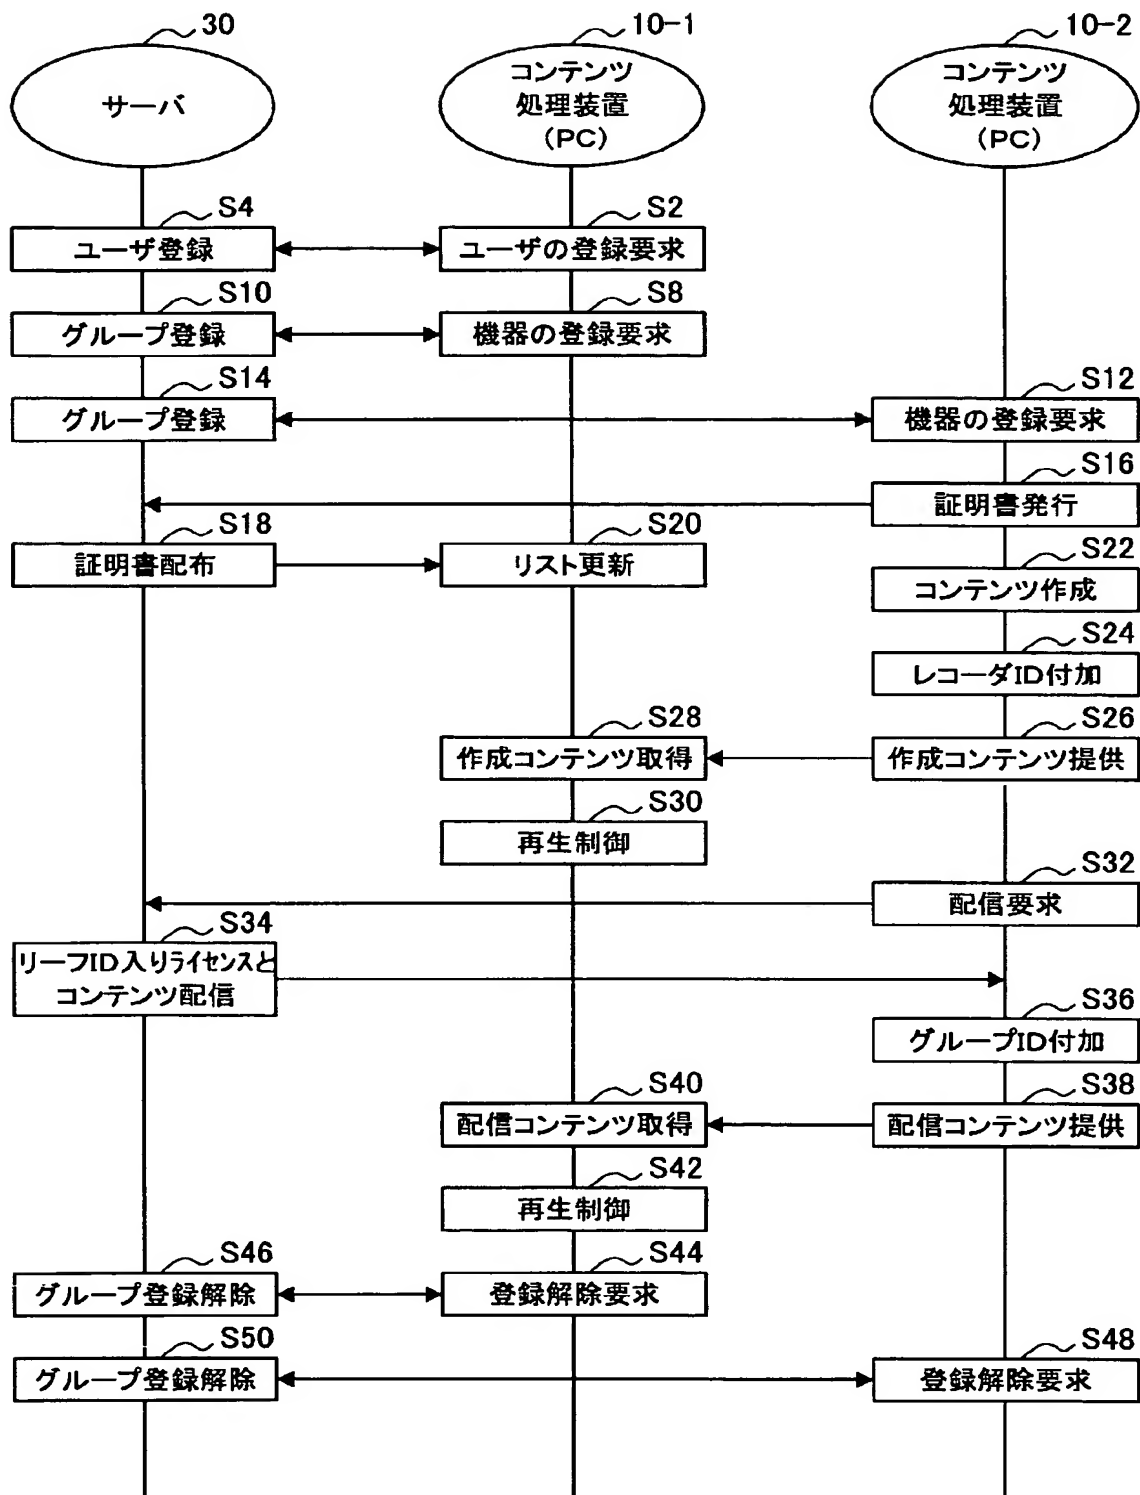 30
10-1
10-2
サーバ
コンテンツ
処理装置
(PC)
コンテンツ
処理装置
(PC)
S4
S2
ユーザ登録
ユーザの登録要求
S10
S8
グループ登録
機器の登録要求
S14
S12
グループ登録
機器の登録要求
S16
証明書発行
S18
S20
証明書配布
リスト更新
S22
コンテンツ作成
S24
レコーダID付加
S28
S26
作成コンテンツ取得
作成コンテンツ提供
S30
再生制御
S32
配信要求
S34
リーフID入りライセンスと
コンテンツ配信
S36
グループID付加
S40
S38
配信コンテンツ取得
配信コンテンツ提供
S42
再生制御
S46
S44
グループ登録解除
登録解除要求
S50
S48
グループ登録解除
登録解除要求